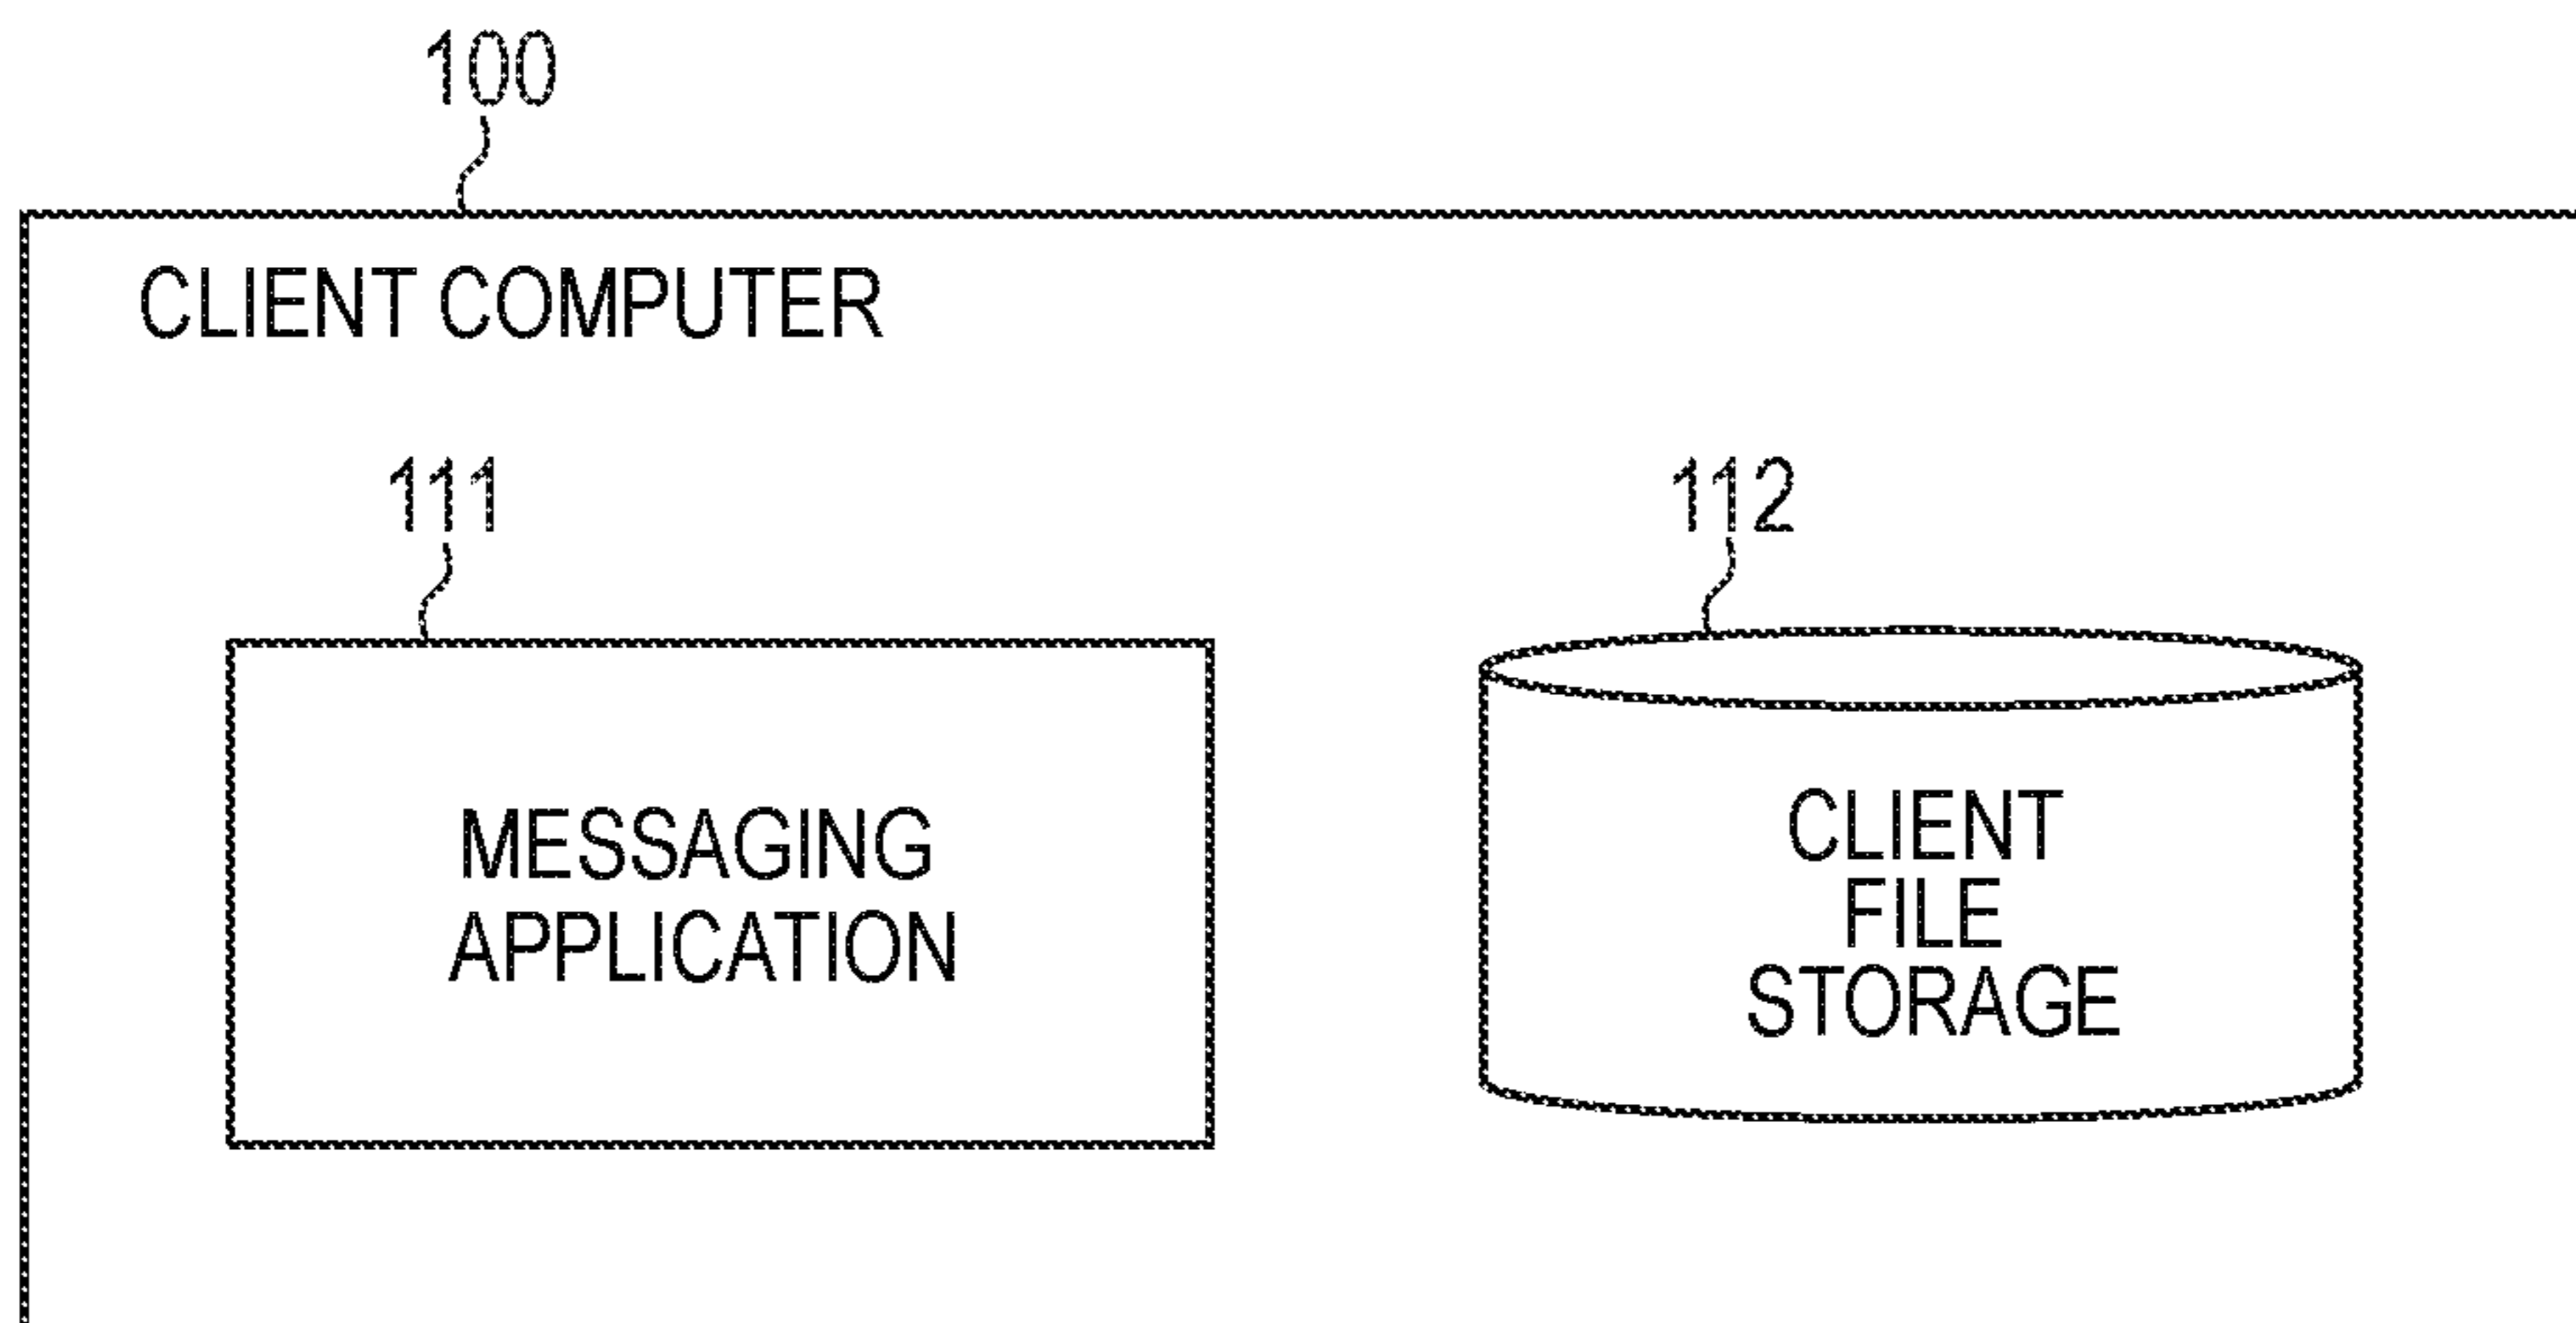 100
CLIENT COMPUTER
111
112
MESSAGING
APPLICATION
CLIENT
FILE
STORAGE